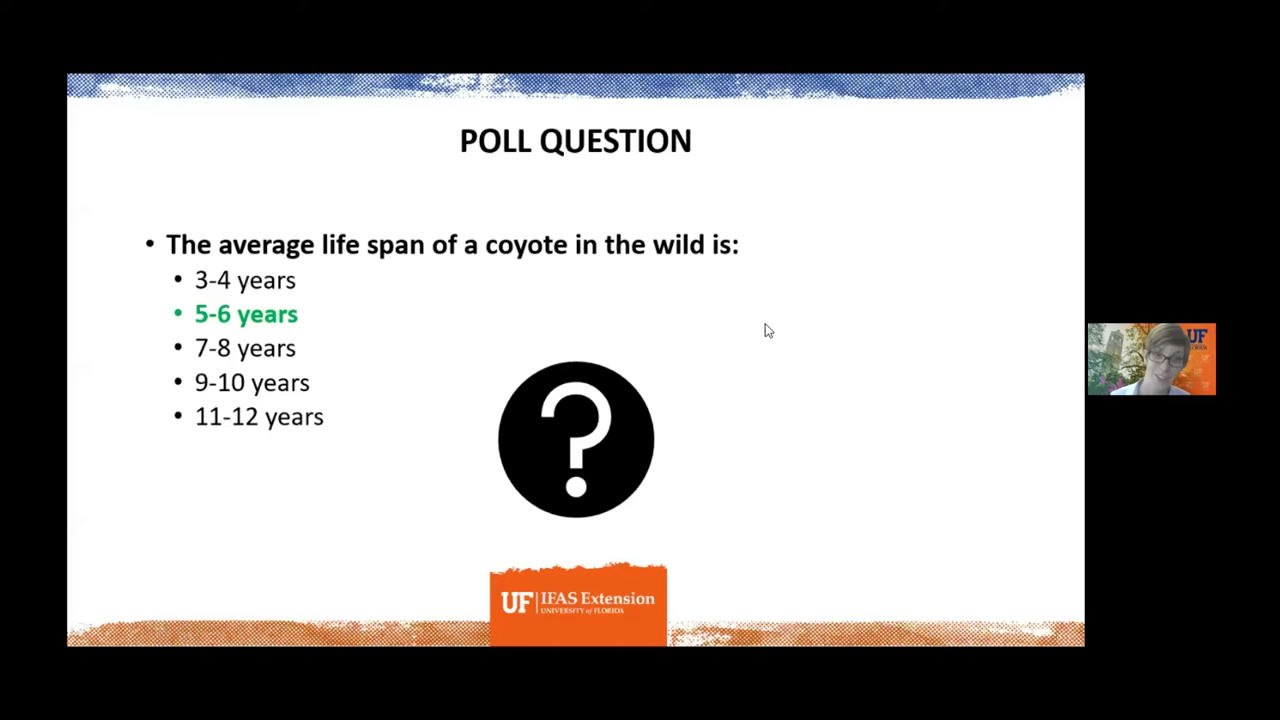 POLL QUESTION
• The average life span of a coyote in the wild is:
• 3-4 years
• 5-6 years
• 7-8 years
• 9-10 years
• 11-12 years
?
UF IFAS Extension
UNIVERSITY of FLORIDA
UF